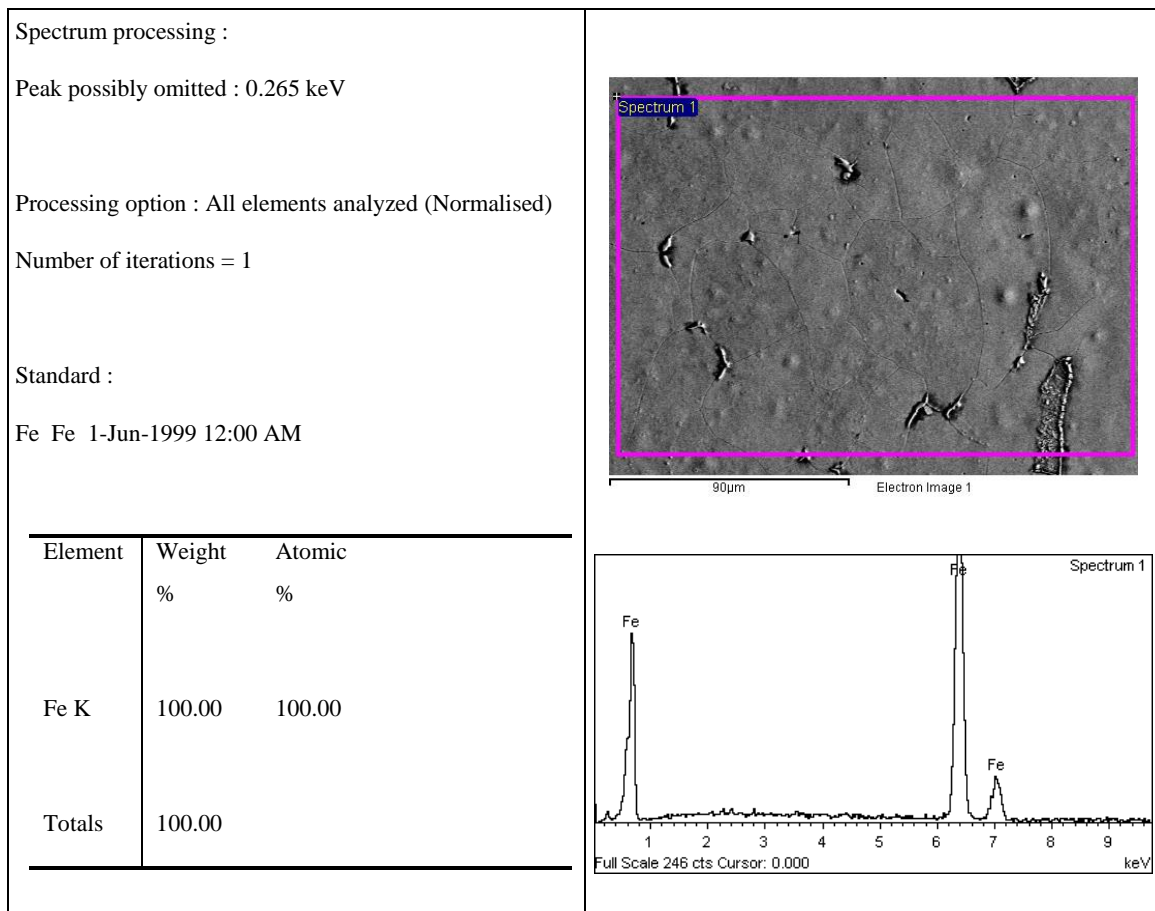 Spectrum processing :
Peak possibly omitted : 0.265 keV
Processing option : All elements analyzed (Normalised)
Number of iterations = 1
Standard :
Fe Fe 1-Jun-1999 12:00 AM
Element Weight Atomic
% %
Fe K 100.00 100.00
Totals 100.00
Spectrum 1
90µm Electron Image 1
Spectrum 1
Fe
Fe
Fe
1 2 3 4 5 6 7 8 9
Full Scale 246 cts Cursor: 0.000 keV